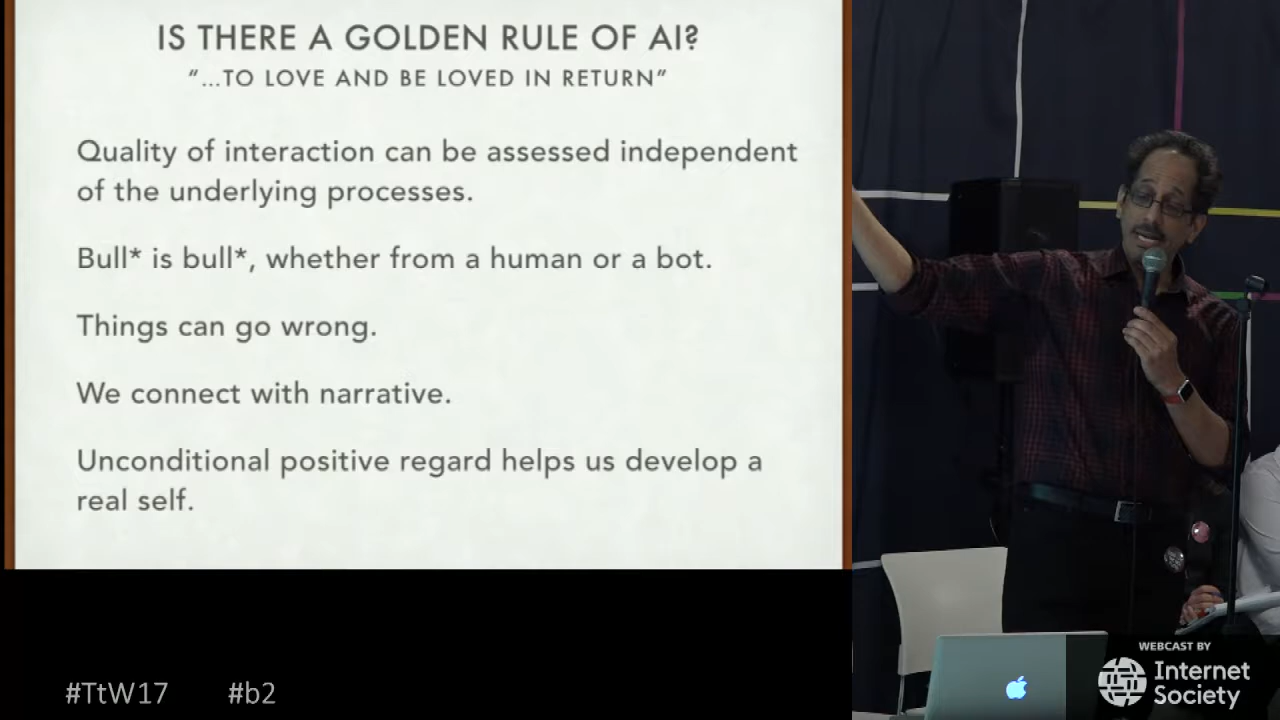 IS THERE A GOLDEN RULE OF AI?
"...TO LOVE AND BE LOVED IN RETURN"
Quality of interaction can be assessed independent
of the underlying processes.
Bull* is bull*, whether from a human or a bot.
Things can go wrong.
We connect with narrative.
Unconditional positive regard helps us develop a
real self.
#TtW17 #b2
WEBCAST BY
Internet
Society